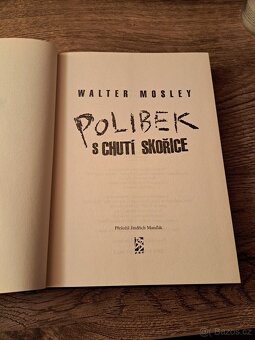 WALTER MOSLEY
POLIBEK
S CHUTÍ SKOŘICE
Přeložil Jindřich Manďák